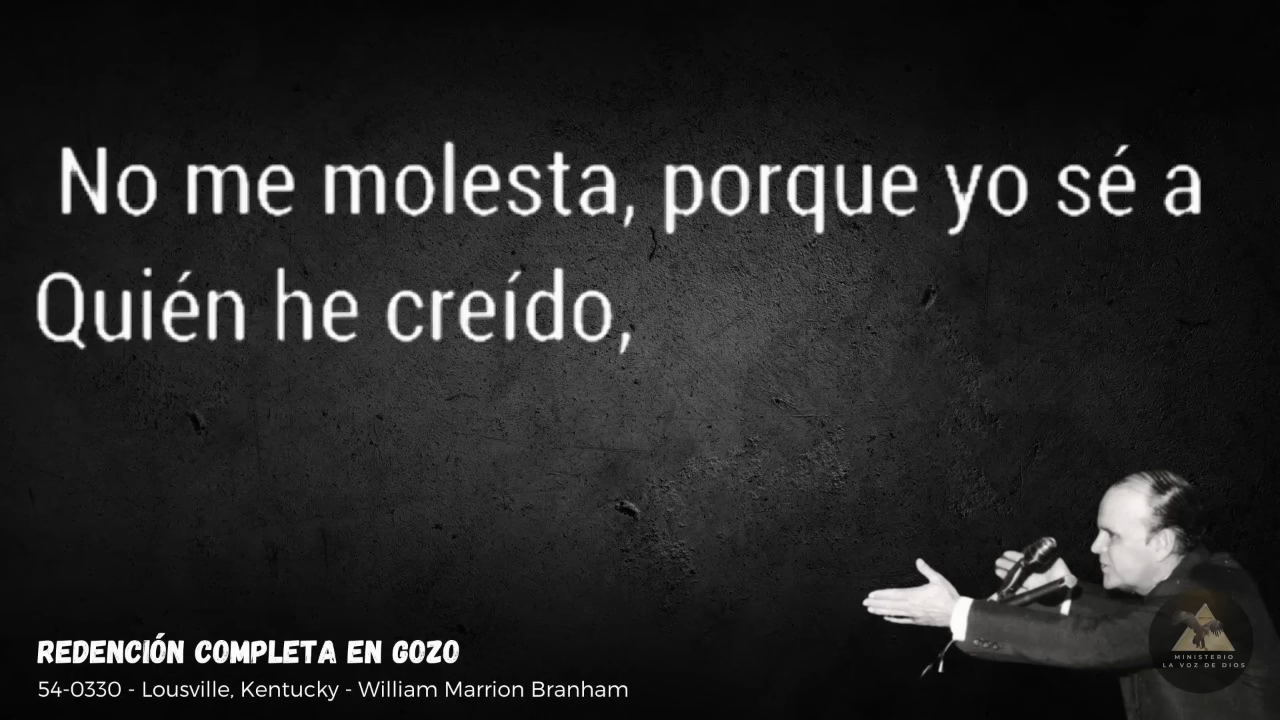 No me molesta, porque yo sé a
Quién he creído,
REDENCIÓN COMPLETA EN GOZO
54-0330 - Lousville, Kentucky - William Marrion Branham
MINISTERIO
LA VOZ DE DIOS